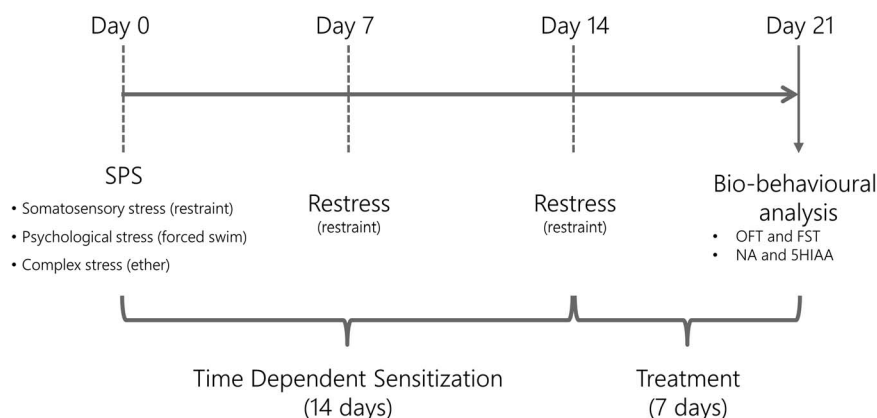 Day 0
Day 7
Day 14
Day 21
SPS
• Somatosensory stress (restraint)
• Psychological stress (forced swim)
• Complex stress (ether)
Restress
(restraint)
Restress
(restraint)
Bio-behavioural
analysis
• OFT and FST
• NA and 5HIAA
Time Dependent Sensitization
(14 days)
Treatment
(7 days)